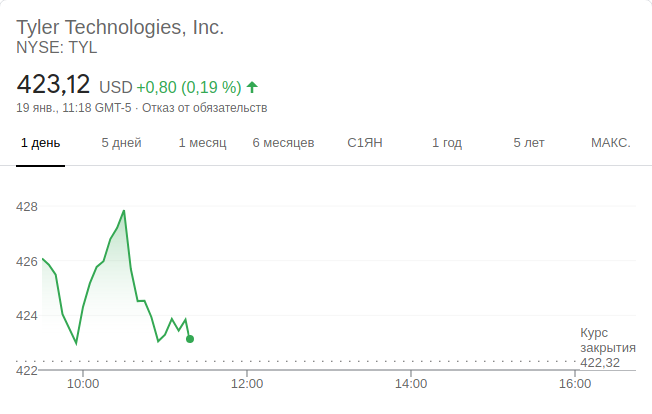 Tyler Technologies, Inc.
NYSE: TYL
423,12 USD +0,80 (0,19 %)
19 янв., 11:18 GMT-5 · Отказ от обязательств
1 день 5 дней 1 месяц 6 месяцев С1ЯН 1 год 5 лет МАКС.
428
426
424
422
Курс
закрытия
422,32
10:00 12:00 14:00 16:00